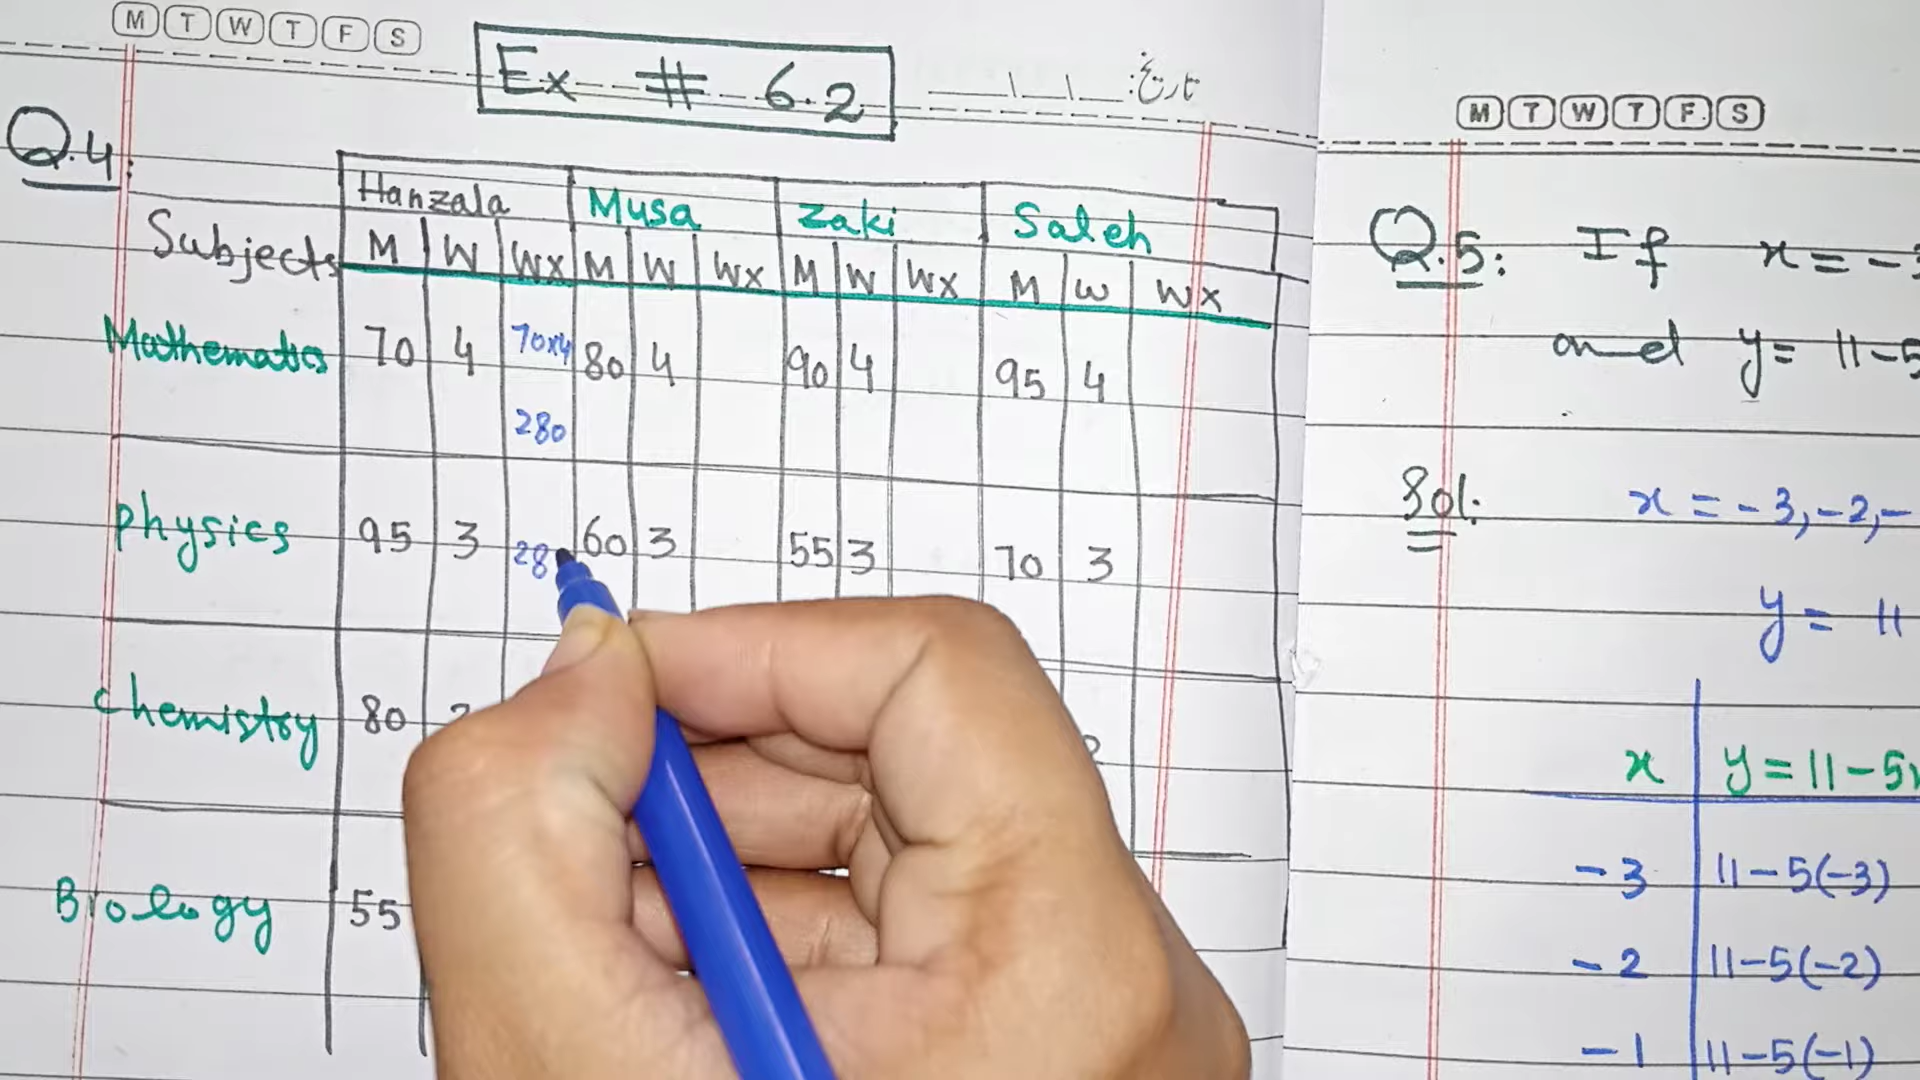 M T W T F S
Ex # 6.2
تاریخ:
Q.4:
Hanzala Musa Zaki Saleh
Subjects M W WX M W WX M W WX M W WX
Mathematics 70 4 70x4 80 4 90 4 95 4
280
Physics 95 3 28 60 3 55 3 70 3
Chemistry 80
Biology 55
M T W T F S
Q.5: If x = -3
and y = 11-5
Sol:
x = -3, -2, -
y = 11
x y = 11-5x
-3 11-5(-3)
-2 11-5(-2)
-1 11-5(-1)